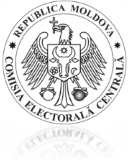 REPUBLICA MOLDOVA
COMISIA ELECTORALĂ CENTRALĂ